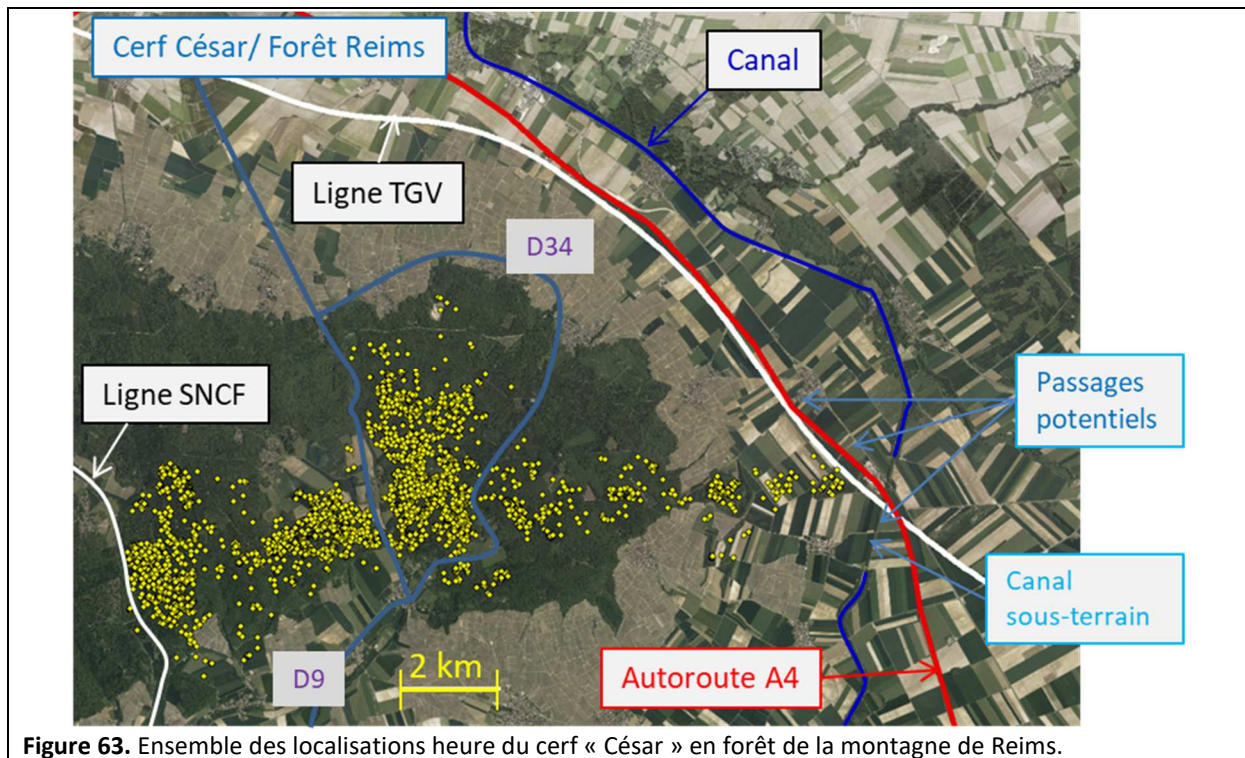 Cerf César/ Forêt Reims
Canal
Ligne TGV
D34
Ligne SNCF
Passages
potentiels
Canal
sous-terrain
Autoroute A4
D9
2 km
Figure 63. Ensemble des localisations heure du cerf « César » en forêt de la montagne de Reims.